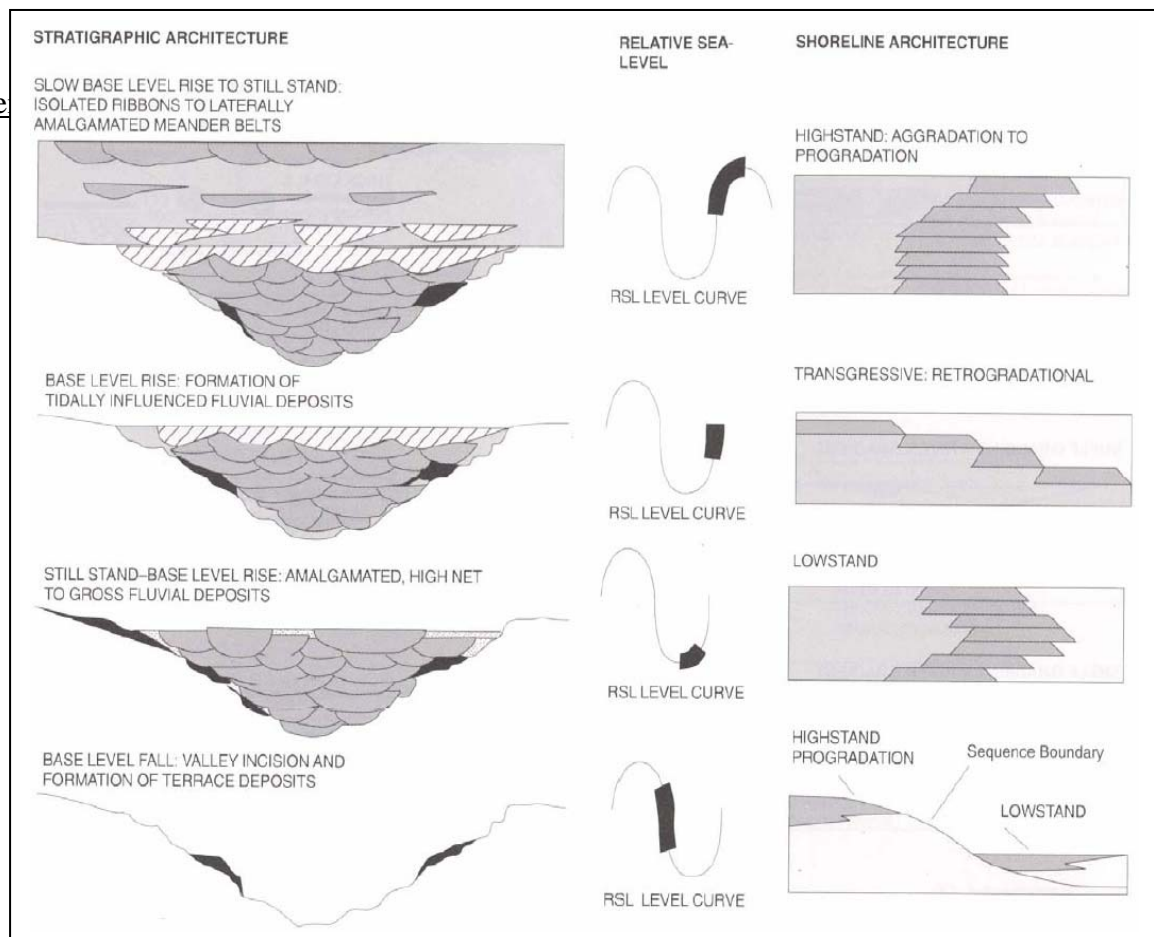 STRATIGRAPHIC ARCHITECTURE
RELATIVE SEA-
LEVEL
SHORELINE ARCHITECTURE
SLOW BASE LEVEL RISE TO STILL STAND:
ISOLATED RIBBONS TO LATERALLY
AMALGAMATED MEANDER BELTS
RSL LEVEL CURVE
HIGHSTAND: AGGRADATION TO
PROGRADATION
BASE LEVEL RISE: FORMATION OF
TIDALLY INFLUENCED FLUVIAL DEPOSITS
RSL LEVEL CURVE
TRANSGRESSIVE: RETROGRADATIONAL
STILL STAND–BASE LEVEL RISE: AMALGAMATED, HIGH NET
TO GROSS FLUVIAL DEPOSITS
RSL LEVEL CURVE
LOWSTAND
BASE LEVEL FALL: VALLEY INCISION AND
FORMATION OF TERRACE DEPOSITS
RSL LEVEL CURVE
HIGHSTAND
PROGRADATION
Sequence Boundary
LOWSTAND